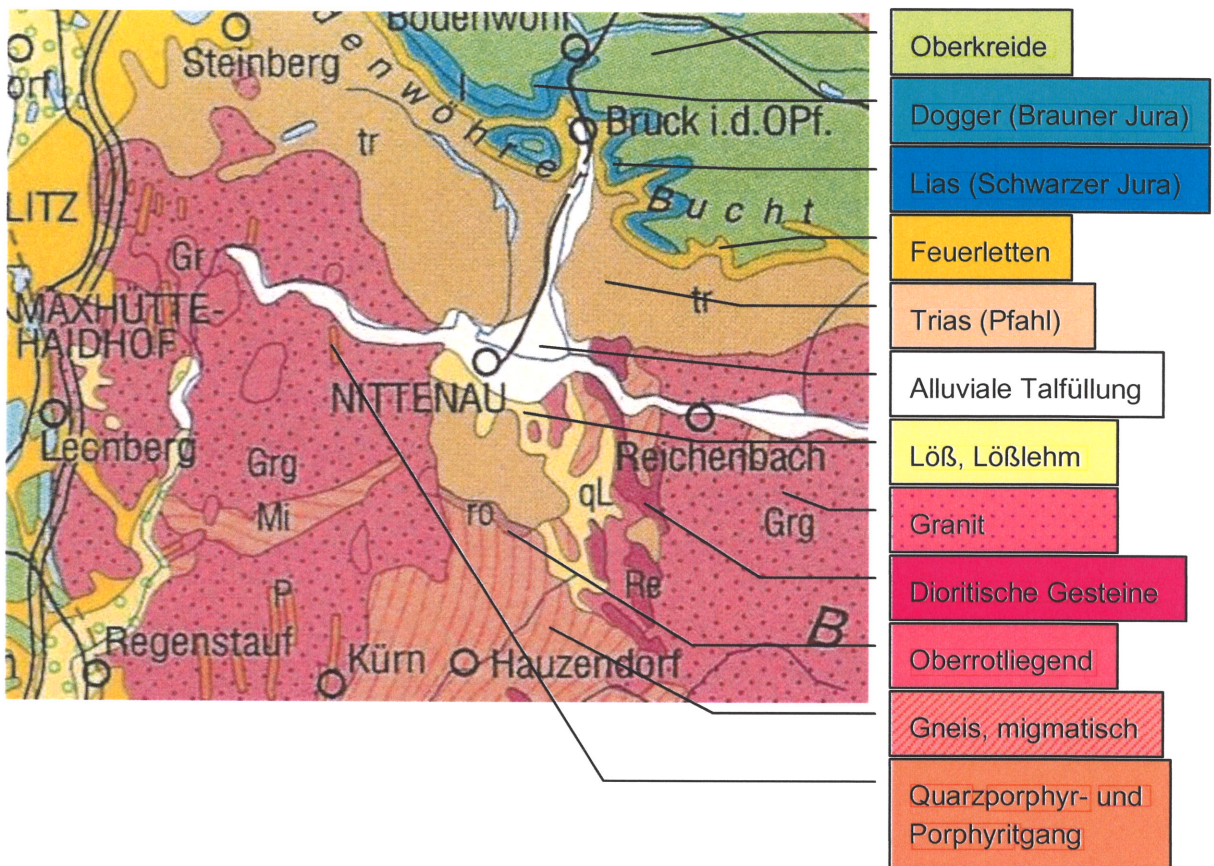 Bodenwöhr
Steinberg
orf
denwöhrer
l
Bruck i.d.OPf.
tr
Bucht
LITZ
Gr
tr
MAXHÜTTE-
HAIDHOF
NITTENAU
Leonberg
Reichenbach
Grg
qL
Mi
ro
Grg
Re
P
B
Regenstauf
Kürn
Hauzendorf
Oberkreide
Dogger (Brauner Jura)
Lias (Schwarzer Jura)
Feuerletten
Trias (Pfahl)
Alluviale Talfüllung
Löß, Lößlehm
Granit
Dioritische Gesteine
Oberrotliegend
Gneis, migmatisch
Quarzporphyr- und
Porphyritgang